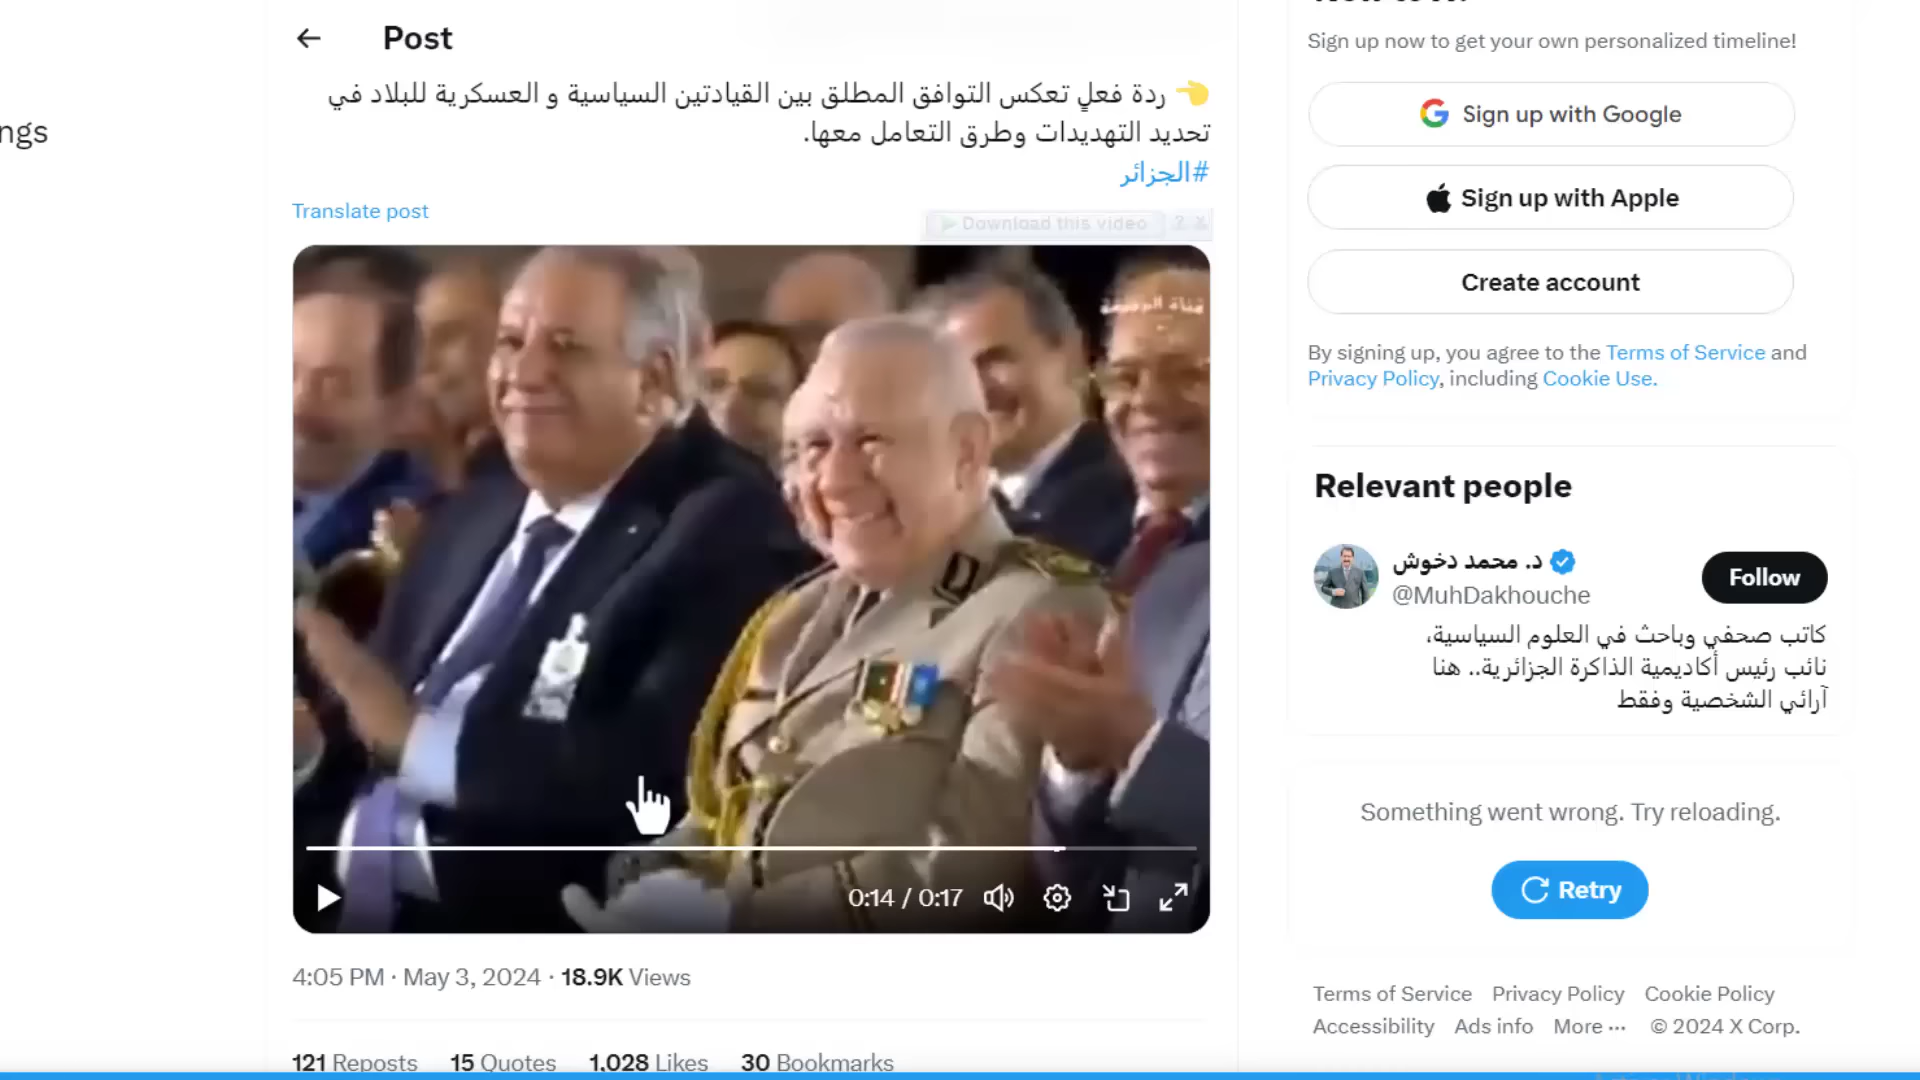 Post
👈 ردة فعلٍ تعكس التوافق المطلق بين القيادتين السياسية و العسكرية للبلاد في
تحديد التهديدات وطرق التعامل معها.
#الجزائر
Translate post
Download this video ? X
0:14 / 0:17
4:05 PM · May 3, 2024 · 18.9K Views
121 Reposts 15 Quotes 1,028 Likes 30 Bookmarks
ngs
Sign up now to get your own personalized timeline!
Sign up with Google
Sign up with Apple
Create account
By signing up, you agree to the Terms of Service and
Privacy Policy, including Cookie Use.
Relevant people
د. محمد دخوش
@MuhDakhouche
Follow
كاتب صحفي وباحث في العلوم السياسية،
نائب رئيس أكاديمية الذاكرة الجزائرية.. هنا
آرائي الشخصية وفقط
Something went wrong. Try reloading.
Retry
Terms of Service Privacy Policy Cookie Policy
Accessibility Ads info More ··· © 2024 X Corp.